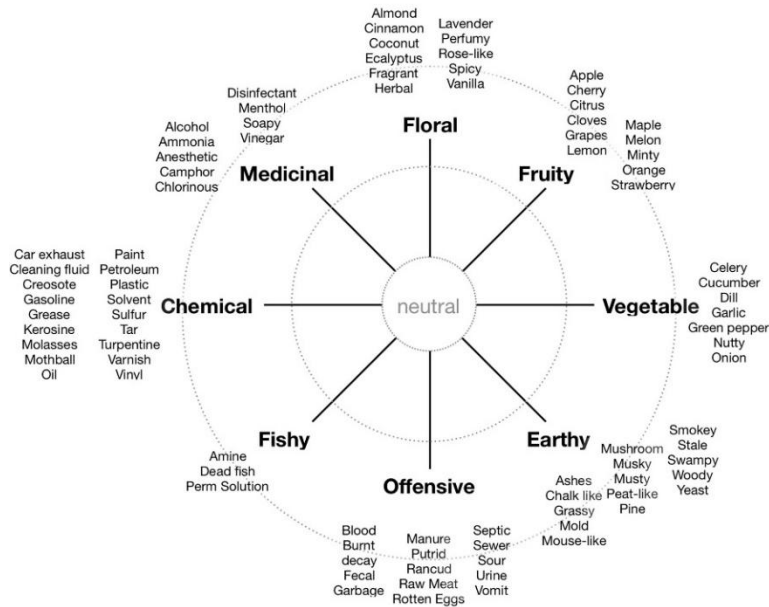 Almond
Cinnamon
Coconut
Ecalyptus
Fragrant
Herbal
Lavender
Perfumy
Rose-like
Spicy
Vanilla
Floral
Apple
Cherry
Citrus
Cloves
Grapes
Lemon
Maple
Melon
Minty
Orange
Strawberry
Fruity
Celery
Cucumber
Dill
Garlic
Green pepper
Nutty
Onion
Vegetable
Ashes
Chalk like
Grassy
Mold
Mouse-like
Mushroom
Musky
Musty
Peat-like
Pine
Smokey
Stale
Swampy
Woody
Yeast
Earthy
Blood
Burnt
decay
Fecal
Garbage
Manure
Putrid
Rancud
Raw Meat
Rotten Eggs
Septic
Sewer
Sour
Urine
Vomit
Offensive
Amine
Dead fish
Perm Solution
Fishy
Car exhaust
Cleaning fluid
Creosote
Gasoline
Grease
Kerosine
Molasses
Mothball
Oil
Paint
Petroleum
Plastic
Solvent
Sulfur
Tar
Turpentine
Varnish
Vinyl
Chemical
Alcohol
Ammonia
Anesthetic
Camphor
Chlorinous
Disinfectant
Menthol
Soapy
Vinegar
Medicinal
neutral